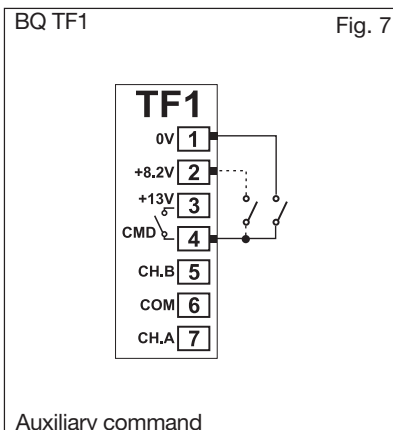 BQ TF1 Fig. 7
TF1
0V 1
+8.2V 2
+13V 3
CMD 4
CH.B 5
COM 6
CH.A 7
Auxiliary command